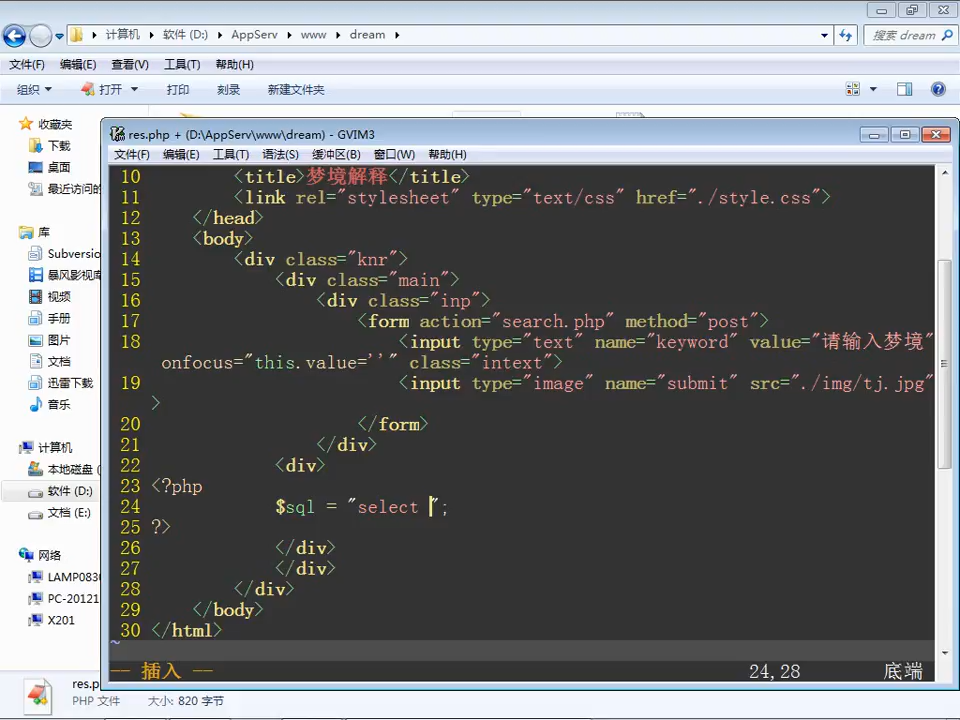 计算机 软件 (D:) AppServ www dream
搜索 dream
文件(F) 编辑(E) 查看(V) 工具(T) 帮助(H)
组织 打开 打印 刻录 新建文件夹
收藏夹
下载
桌面
最近访问的
库
Subversio
暴风影视库
视频
手册
图片
文档
迅雷下载
音乐
计算机
本地磁盘 (
软件 (D:)
文档 (E:)
网络
LAMP0830
PC-20121
X201
res.php + (D:\AppServ\www\dream) - GVIM3
文件(F) 编辑(E) 工具(T) 语法(S) 缓冲区(B) 窗口(W) 帮助(H)
10 <title>梦境解释</title>
11 <link rel="stylesheet" type="text/css" href="./style.css">
12 </head>
13 <body>
14 <div class="knr">
15 <div class="main">
16 <div class="inp">
17 <form action="search.php" method="post">
18 <input type="text" name="keyword" value="请输入梦境"
onfocus="this.value=''" class="intext">
19 <input type="image" name="submit" src="./img/tj.jpg"
>
20 </form>
21 </div>
22 <div>
23 <?php
24 $sql = "select ";
25 ?>
26 </div>
27 </div>
28 </div>
29 </body>
30 </html>
~
-- 插入 -- 24,28 底端
res.p
PHP 文件 大小: 820 字节